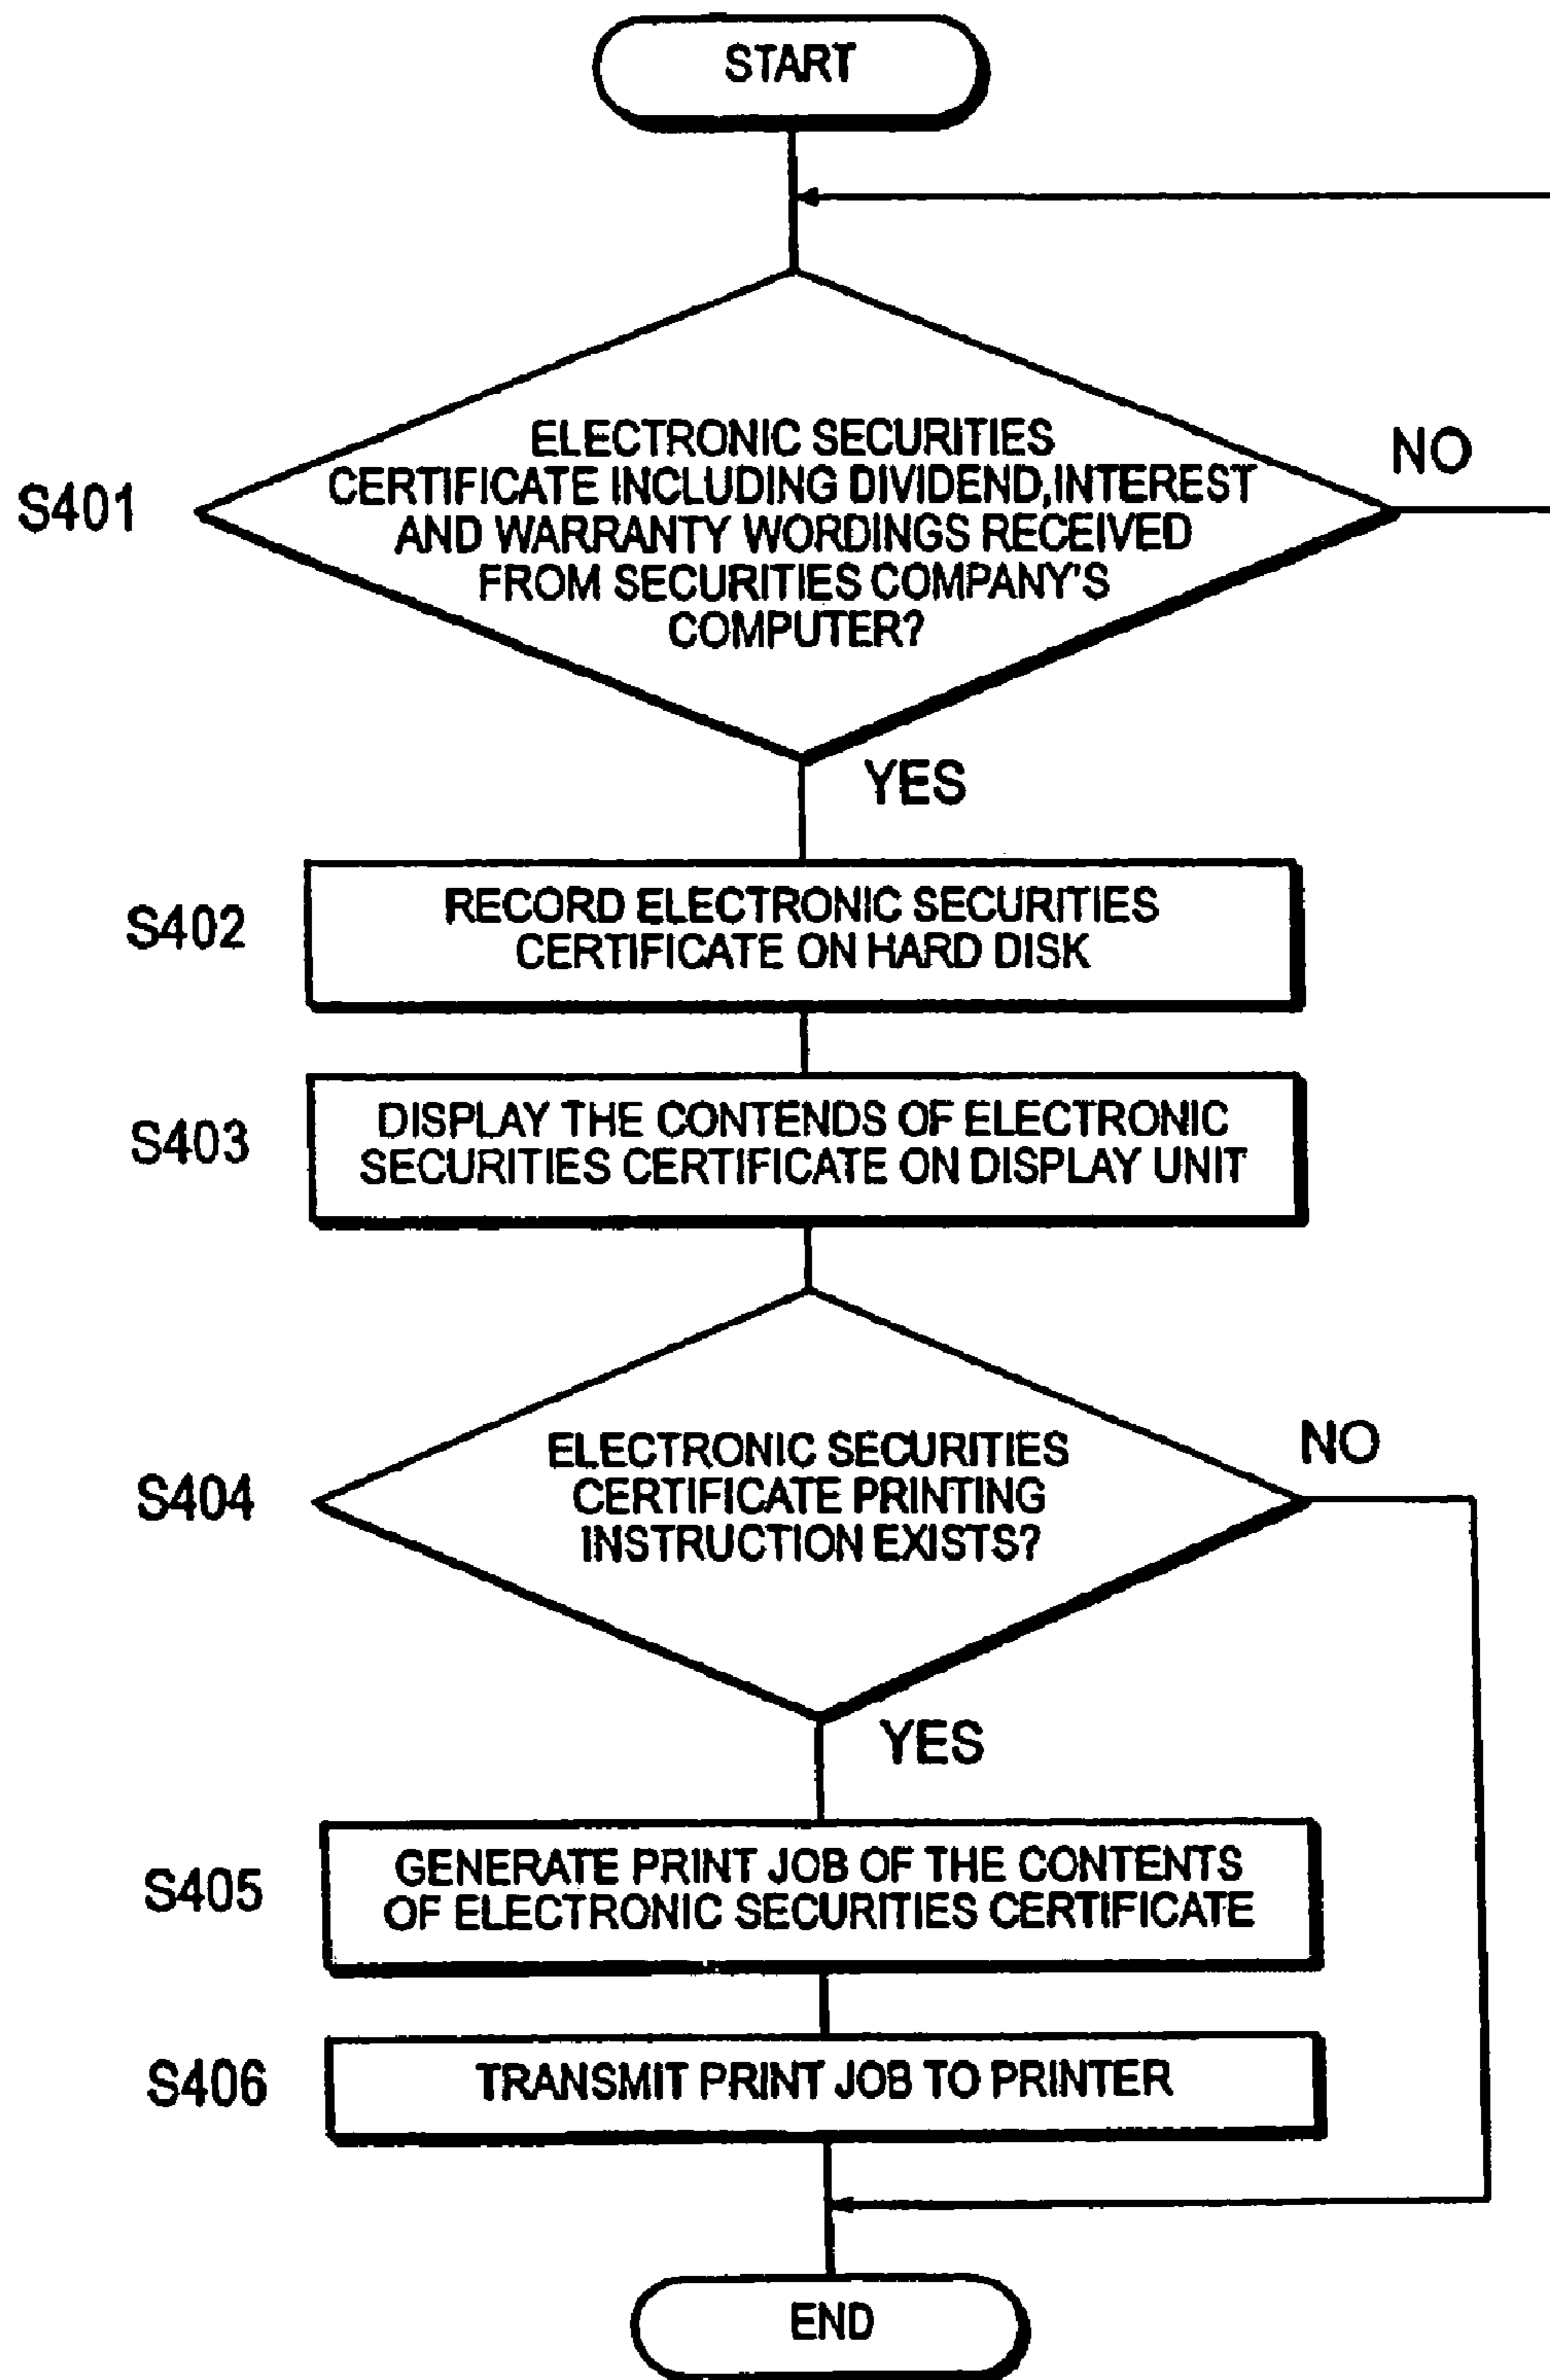 START
ELECTRONIC SECURITIES
CERTIFICATE INCLUDING DIVIDEND,INTEREST
AND WARRANTY WORDINGS RECEIVED
FROM SECURITIES COMPANY'S
COMPUTER?
S401
NO
YES
S402
RECORD ELECTRONIC SECURITIES
CERTIFICATE ON HARD DISK
S403
DISPLAY THE CONTENDS OF ELECTRONIC
SECURITIES CERTIFICATE ON DISPLAY UNIT
S404
ELECTRONIC SECURITIES
CERTIFICATE PRINTING
INSTRUCTION EXISTS?
NO
YES
S405
GENERATE PRINT JOB OF THE CONTENTS
OF ELECTRONIC SECURITIES CERTIFICATE
S406
TRANSMIT PRINT JOB TO PRINTER
END